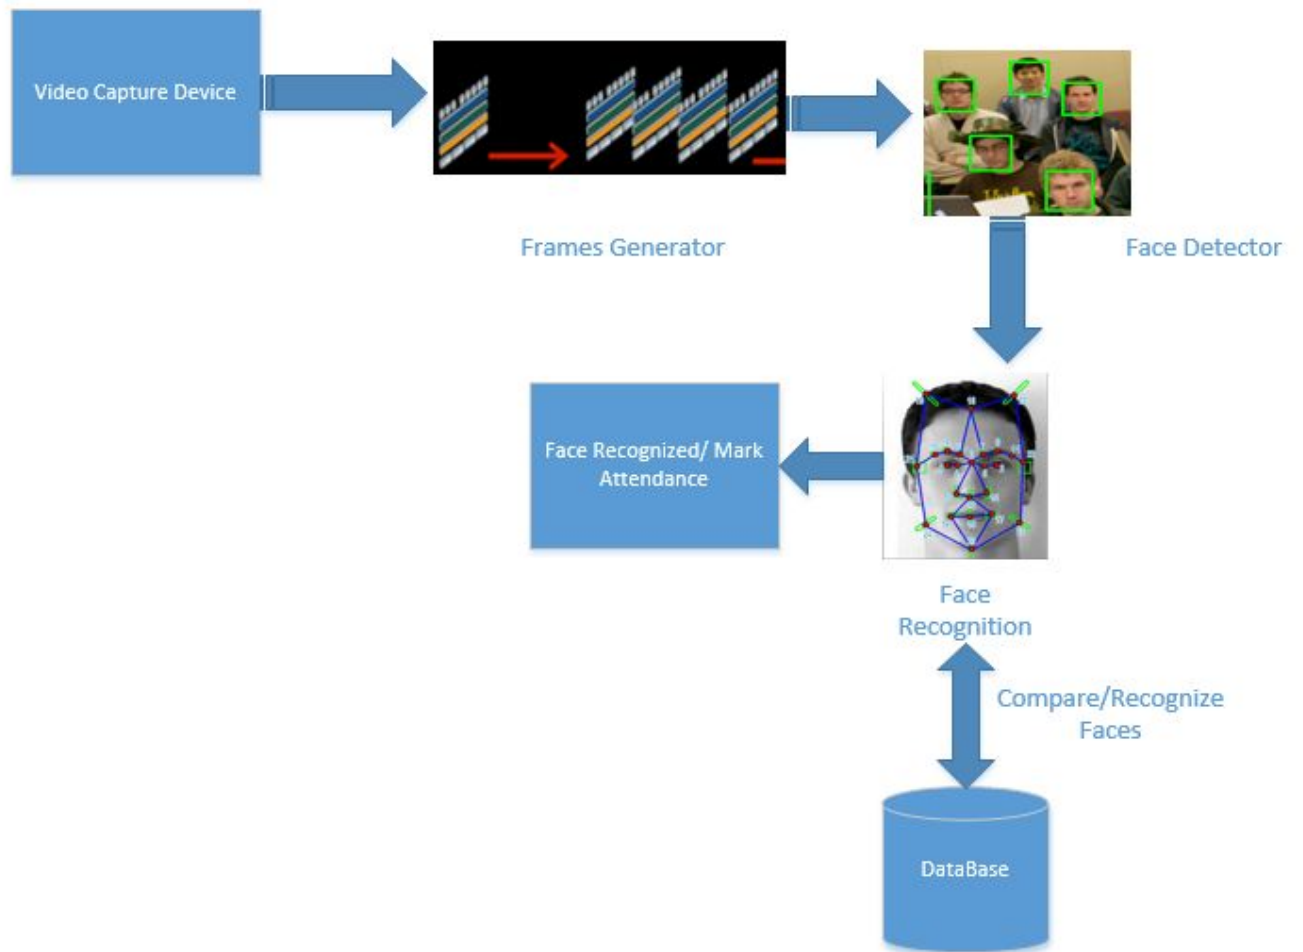 Video Capture Device
Frames Generator
Face Detector
Face Recognized/ Mark
Attendance
Face
Recognition
Compare/Recognize
Faces
DataBase